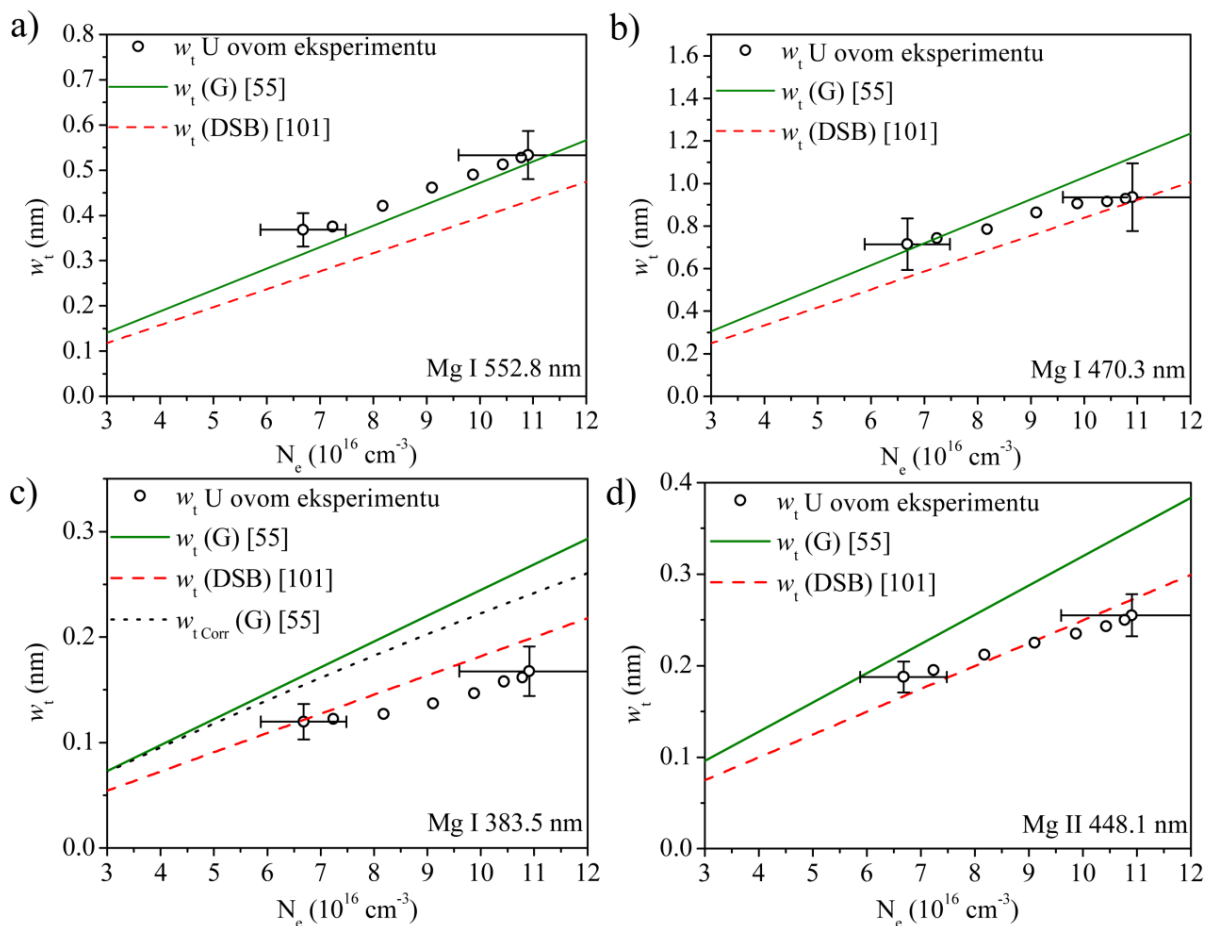 a)
0.8
0.7
0.6
0.5
0.4
0.3
0.2
0.1
0.0
w_t (nm)
w_t U ovom eksperimentu
w_t (G) [55]
w_t (DSB) [101]
Mg I 552.8 nm
3 4 5 6 7 8 9 10 11 12
N_e (10^16 cm^-3)
b)
1.6
1.4
1.2
1.0
0.8
0.6
0.4
0.2
0.0
w_t (nm)
w_t U ovom eksperimentu
w_t (G) [55]
w_t (DSB) [101]
Mg I 470.3 nm
3 4 5 6 7 8 9 10 11 12
N_e (10^16 cm^-3)
c)
0.3
0.2
0.1
0.0
w_t (nm)
w_t U ovom eksperimentu
w_t (G) [55]
w_t (DSB) [101]
w_t Corr (G) [55]
Mg I 383.5 nm
3 4 5 6 7 8 9 10 11 12
N_e (10^16 cm^-3)
d)
0.4
0.3
0.2
0.1
0.0
w_t (nm)
w_t U ovom eksperimentu
w_t (G) [55]
w_t (DSB) [101]
Mg II 448.1 nm
3 4 5 6 7 8 9 10 11 12
N_e (10^16 cm^-3)